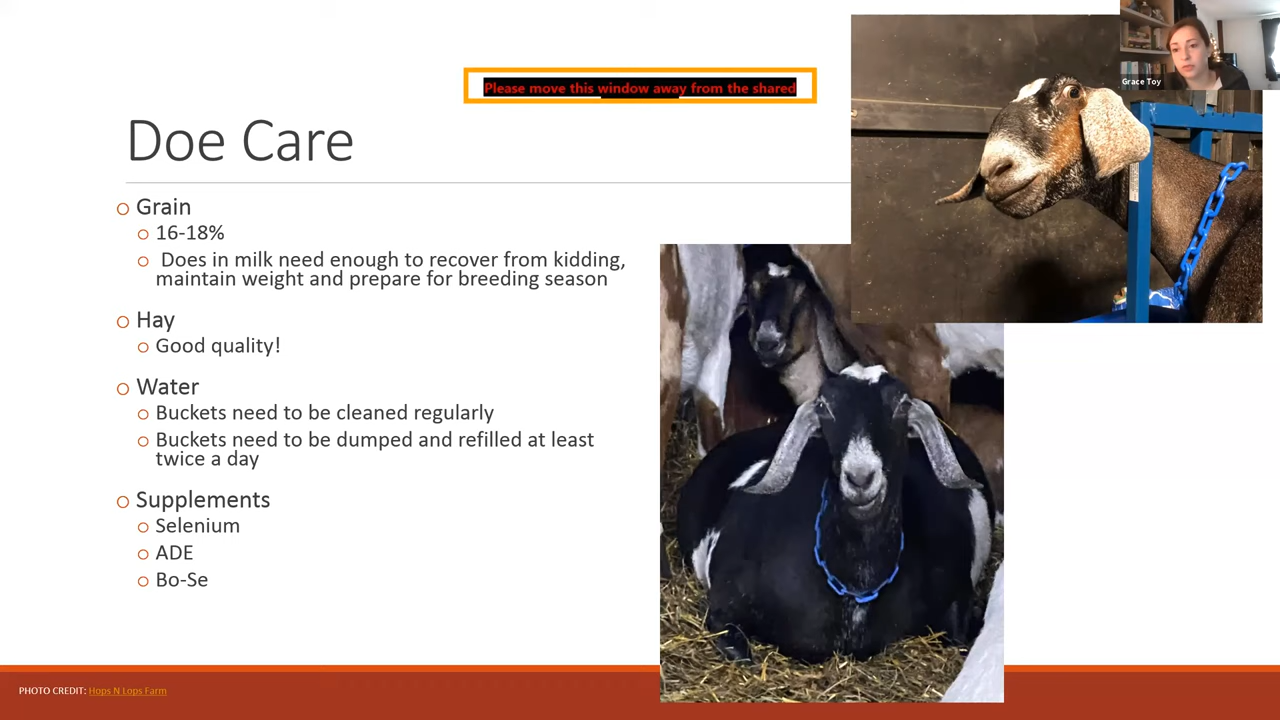 Please move this window away from the shared
Grace Toy
Doe Care
Grain
16-18%
Does in milk need enough to recover from kidding,
maintain weight and prepare for breeding season
Hay
Good quality!
Water
Buckets need to be cleaned regularly
Buckets need to be dumped and refilled at least
twice a day
Supplements
Selenium
ADE
Bo-Se
PHOTO CREDIT: Hops N Lops Farm